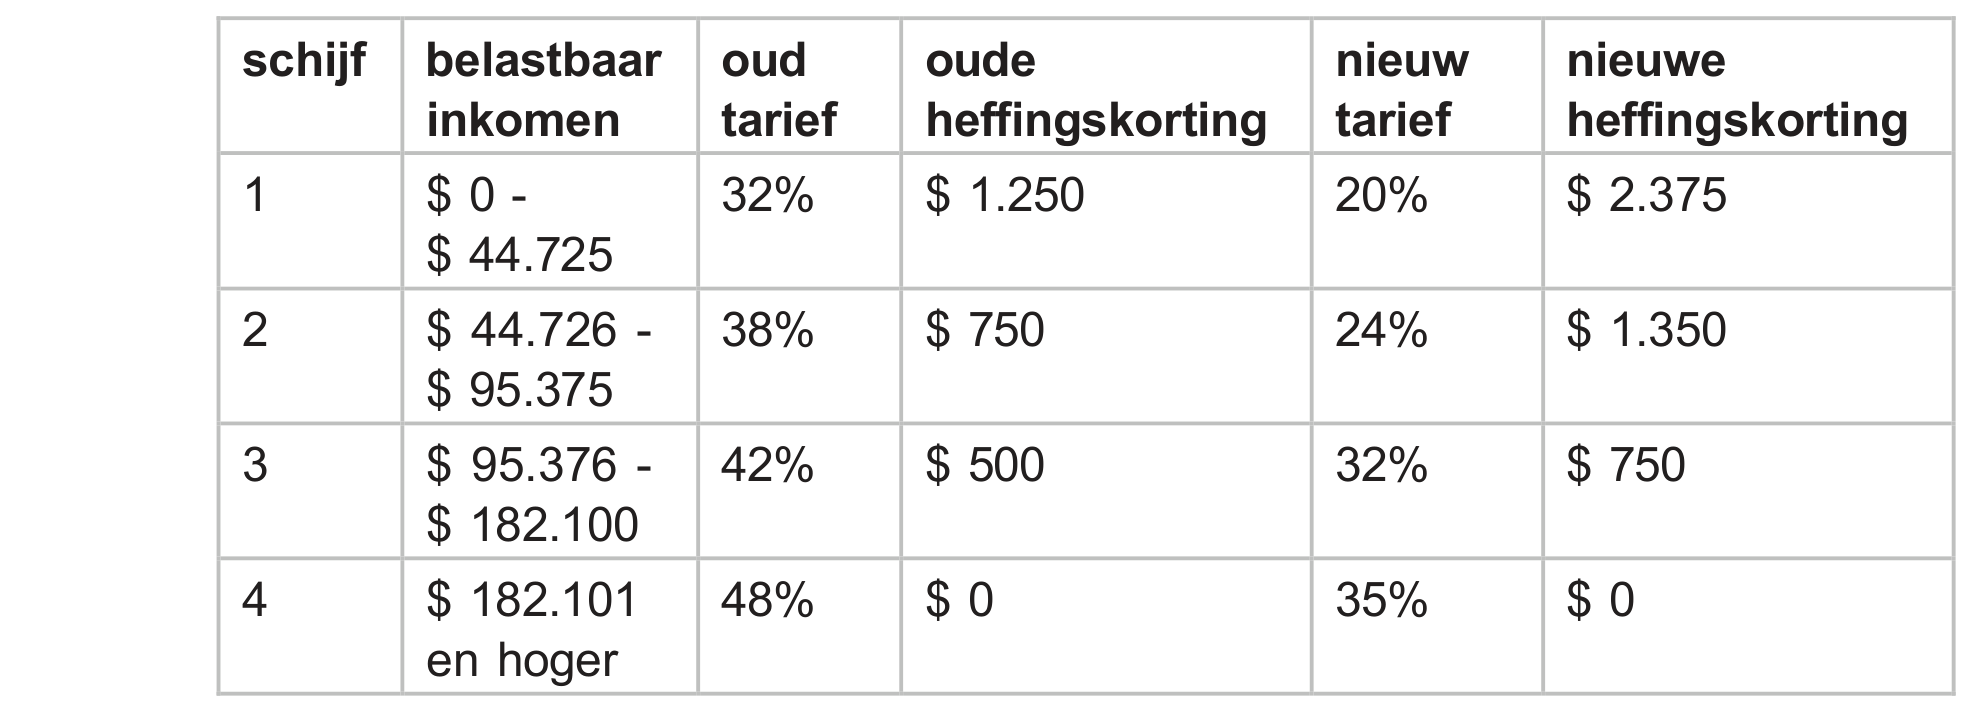 schijf belastbaar oud oude nieuw nieuwe
inkomen tarief heffingskorting tarief heffingskorting
1 $ 0 - 32% $ 1.250 20% $ 2.375
$ 44.725
2 $ 44.726 - 38% $ 750 24% $ 1.350
$ 95.375
3 $ 95.376 - 42% $ 500 32% $ 750
$ 182.100
4 $ 182.101 48% $ 0 35% $ 0
en hoger